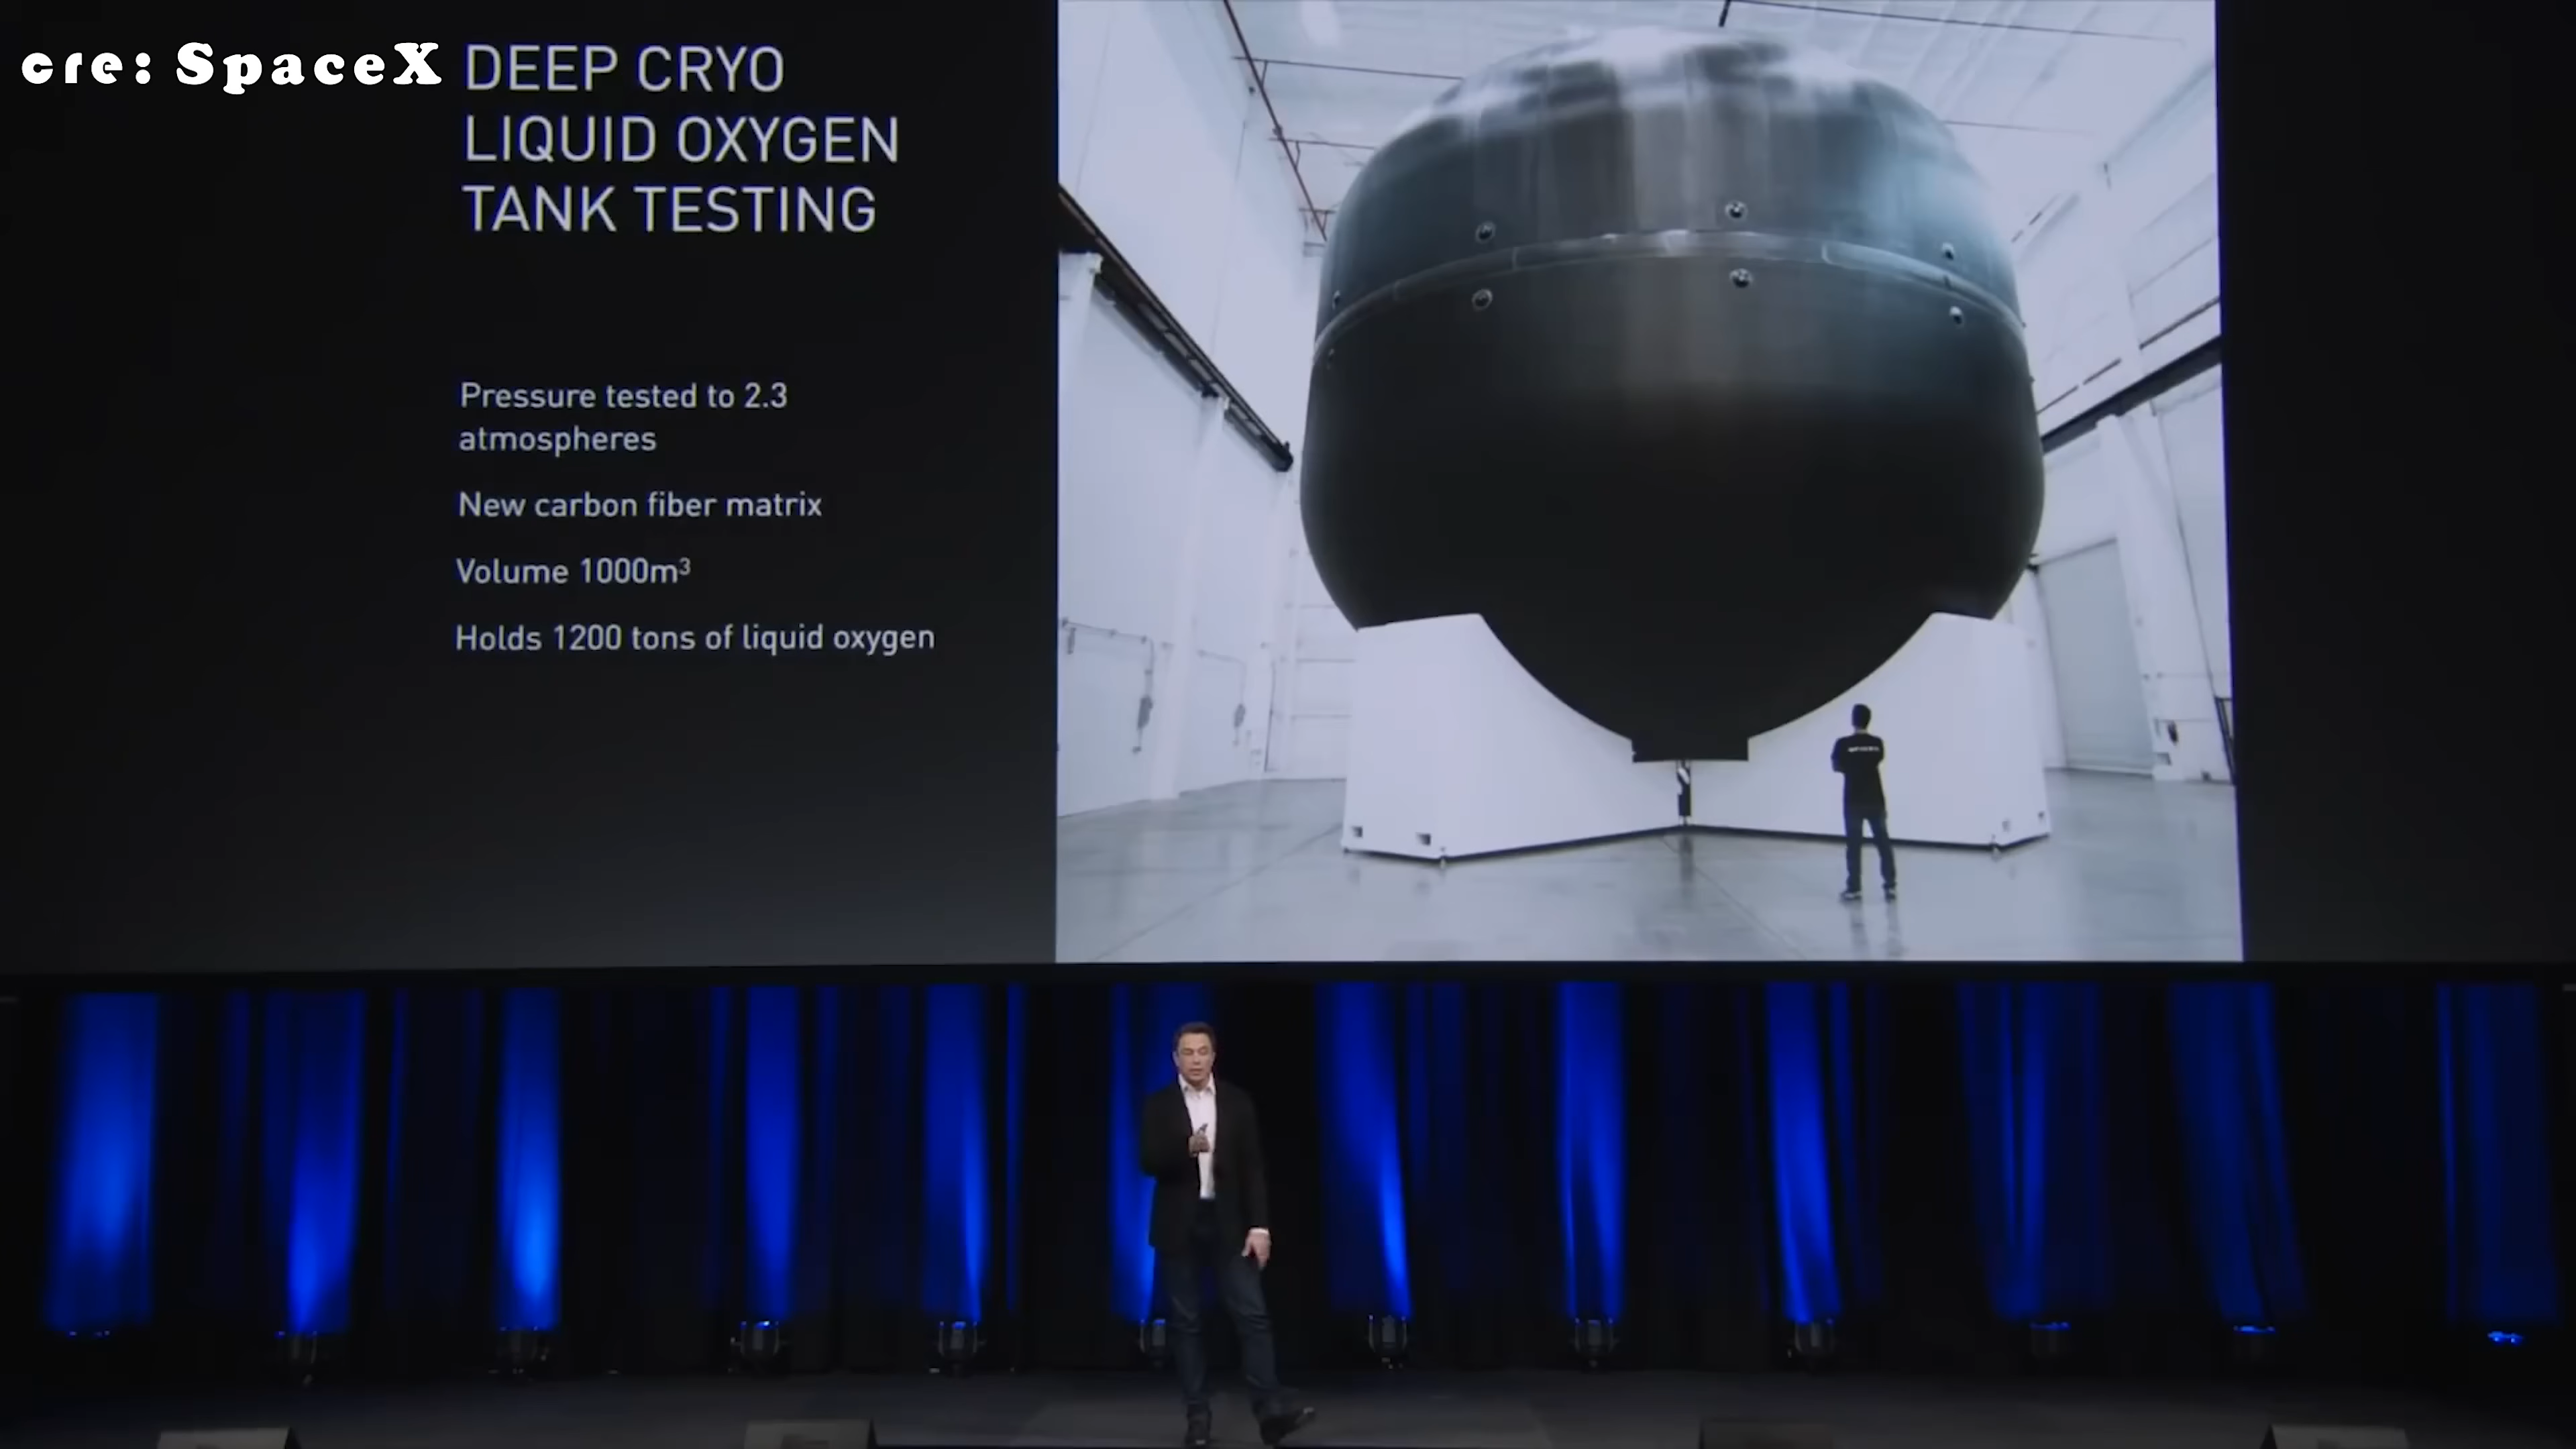 cre: SpaceX
DEEP CRYO
LIQUID OXYGEN
TANK TESTING
Pressure tested to 2.3
atmospheres
New carbon fiber matrix
Volume 1000m³
Holds 1200 tons of liquid oxygen